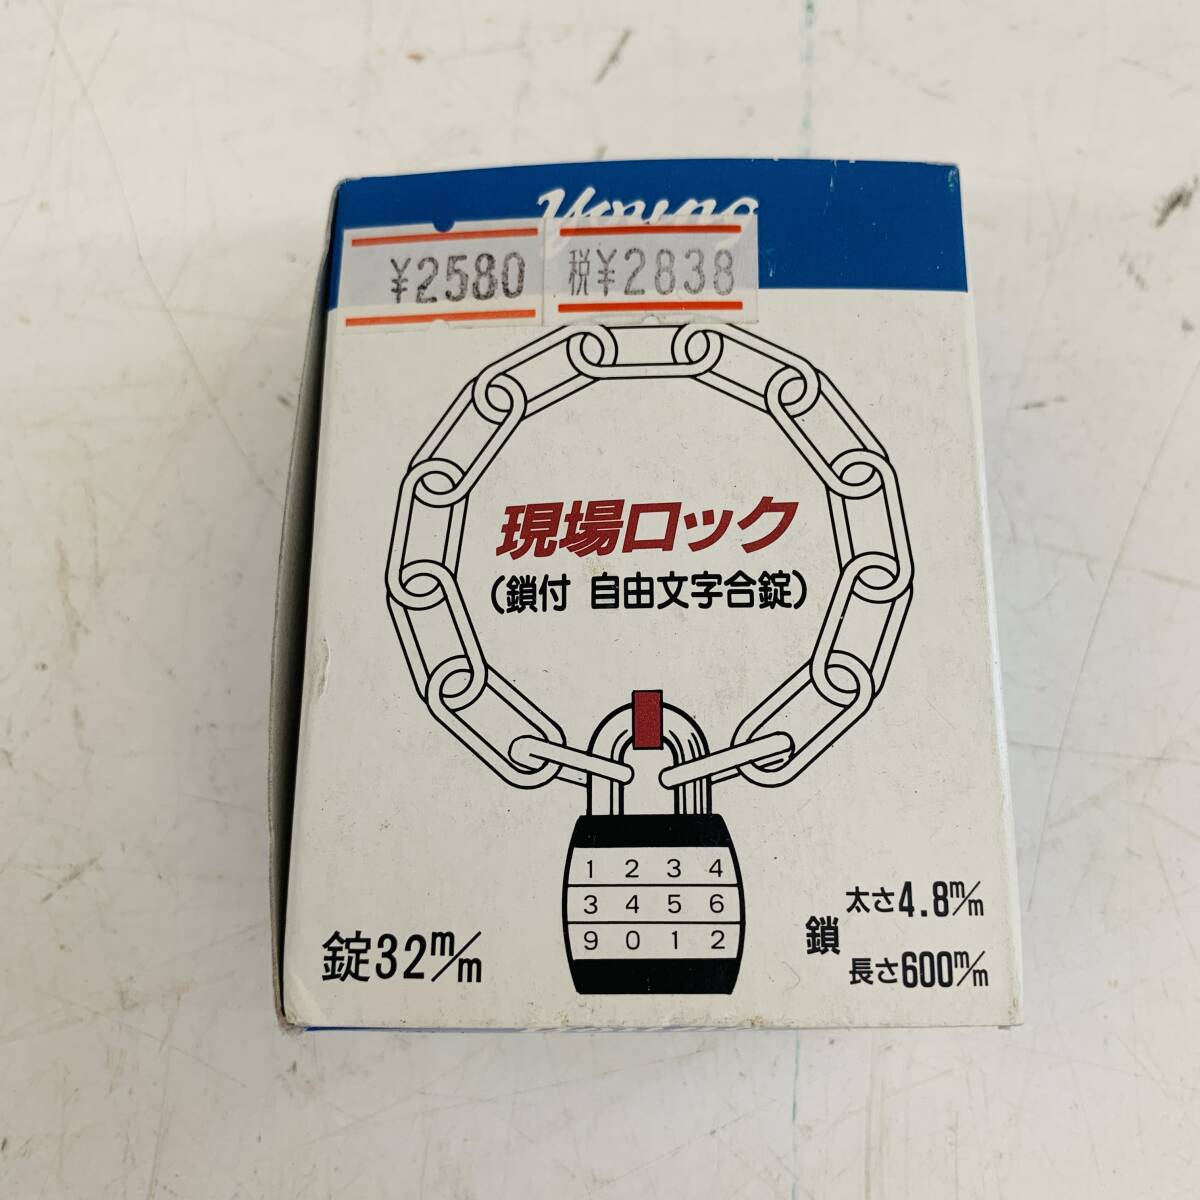 Young
¥2580
税¥2838
現場ロック
(鎖付 自由文字合錠)
1 2 3 4
3 4 5 6
9 0 1 2
錠32m/m
鎖
太さ4.8m/m
長さ600m/m